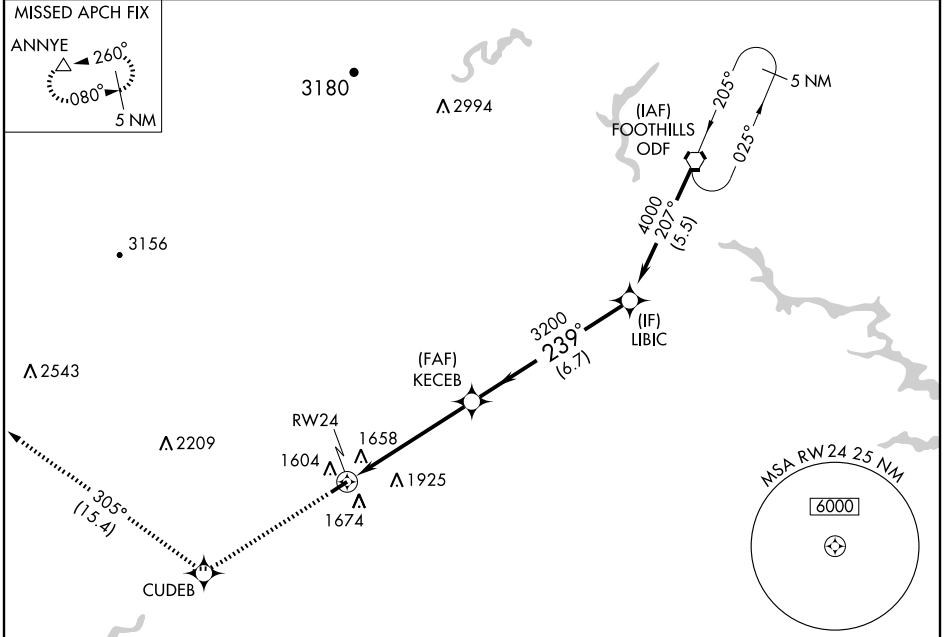 MISSED APCH FIX
ANNYE
260°
080°
5 NM
3180
2994
(IAF)
FOOTHILLS
ODF
205°
025°
5 NM
4000
207°
(5.5)
3156
(IF)
LIBIC
3200
239°
(6.7)
(FAF)
KECEB
2543
RW24
2209
1658
1604
1925
1674
305°
(15.4)
CUDEB
MSA RW24 25 NM
6000